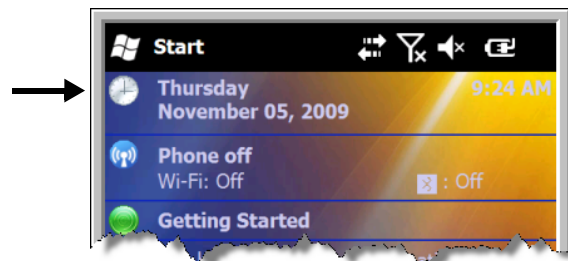 Start
Thursday 9:24 AM
November 05, 2009
Phone off
Wi-Fi: Off : Off
Getting Started